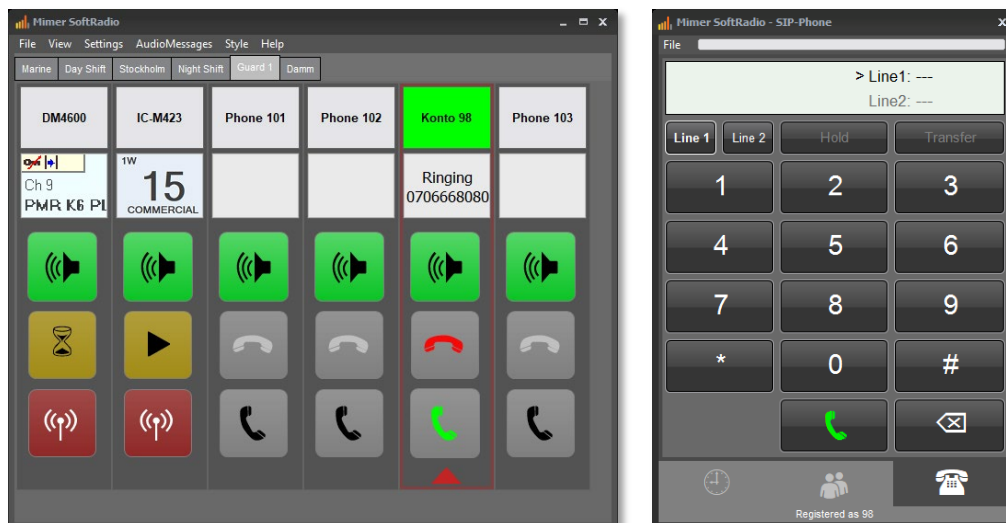 Mimer SoftRadio
File View Settings AudioMessages Style Help
Marine Day Shift Stockholm Night Shift Guard 1 Damm
DM4600 IC-M423 Phone 101 Phone 102 Konto 98 Phone 103
Ch 9
PMR K6 PL
1W
15
COMMERCIAL
Ringing
0706668080
Mimer SoftRadio - SIP-Phone
File
> Line1: ---
Line2: ---
Line 1 Line 2 Hold Transfer
1 2 3
4 5 6
7 8 9
* 0 #
Registered as 98